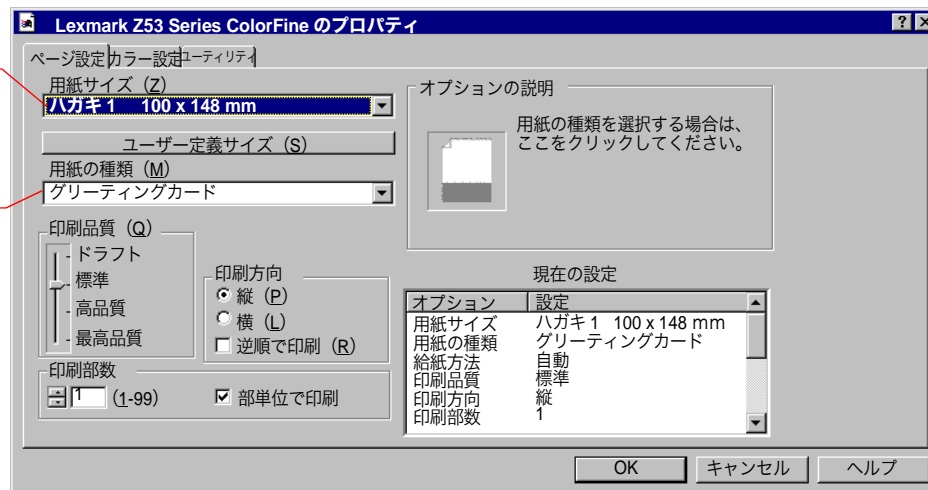 Lexmark Z53 Series ColorFine のプロパティ
ページ設定 カラー設定 ユーティリティ
用紙サイズ (Z)
ハガキ 1 100 x 148 mm
ユーザー定義サイズ (S)
用紙の種類 (M)
グリーティングカード
印刷品質 (Q)
ドラフト
標準
高品質
最高品質
印刷方向
縦 (P)
横 (L)
逆順で印刷 (R)
印刷部数
1 (1-99)
部単位で印刷
オプションの説明
用紙の種類を選択する場合は、
ここをクリックしてください。
現在の設定
オプション 設定
用紙サイズ ハガキ 1 100 x 148 mm
用紙の種類 グリーティングカード
給紙方法 自動
印刷品質 標準
印刷方向 縦
印刷部数 1
OK キャンセル ヘルプ